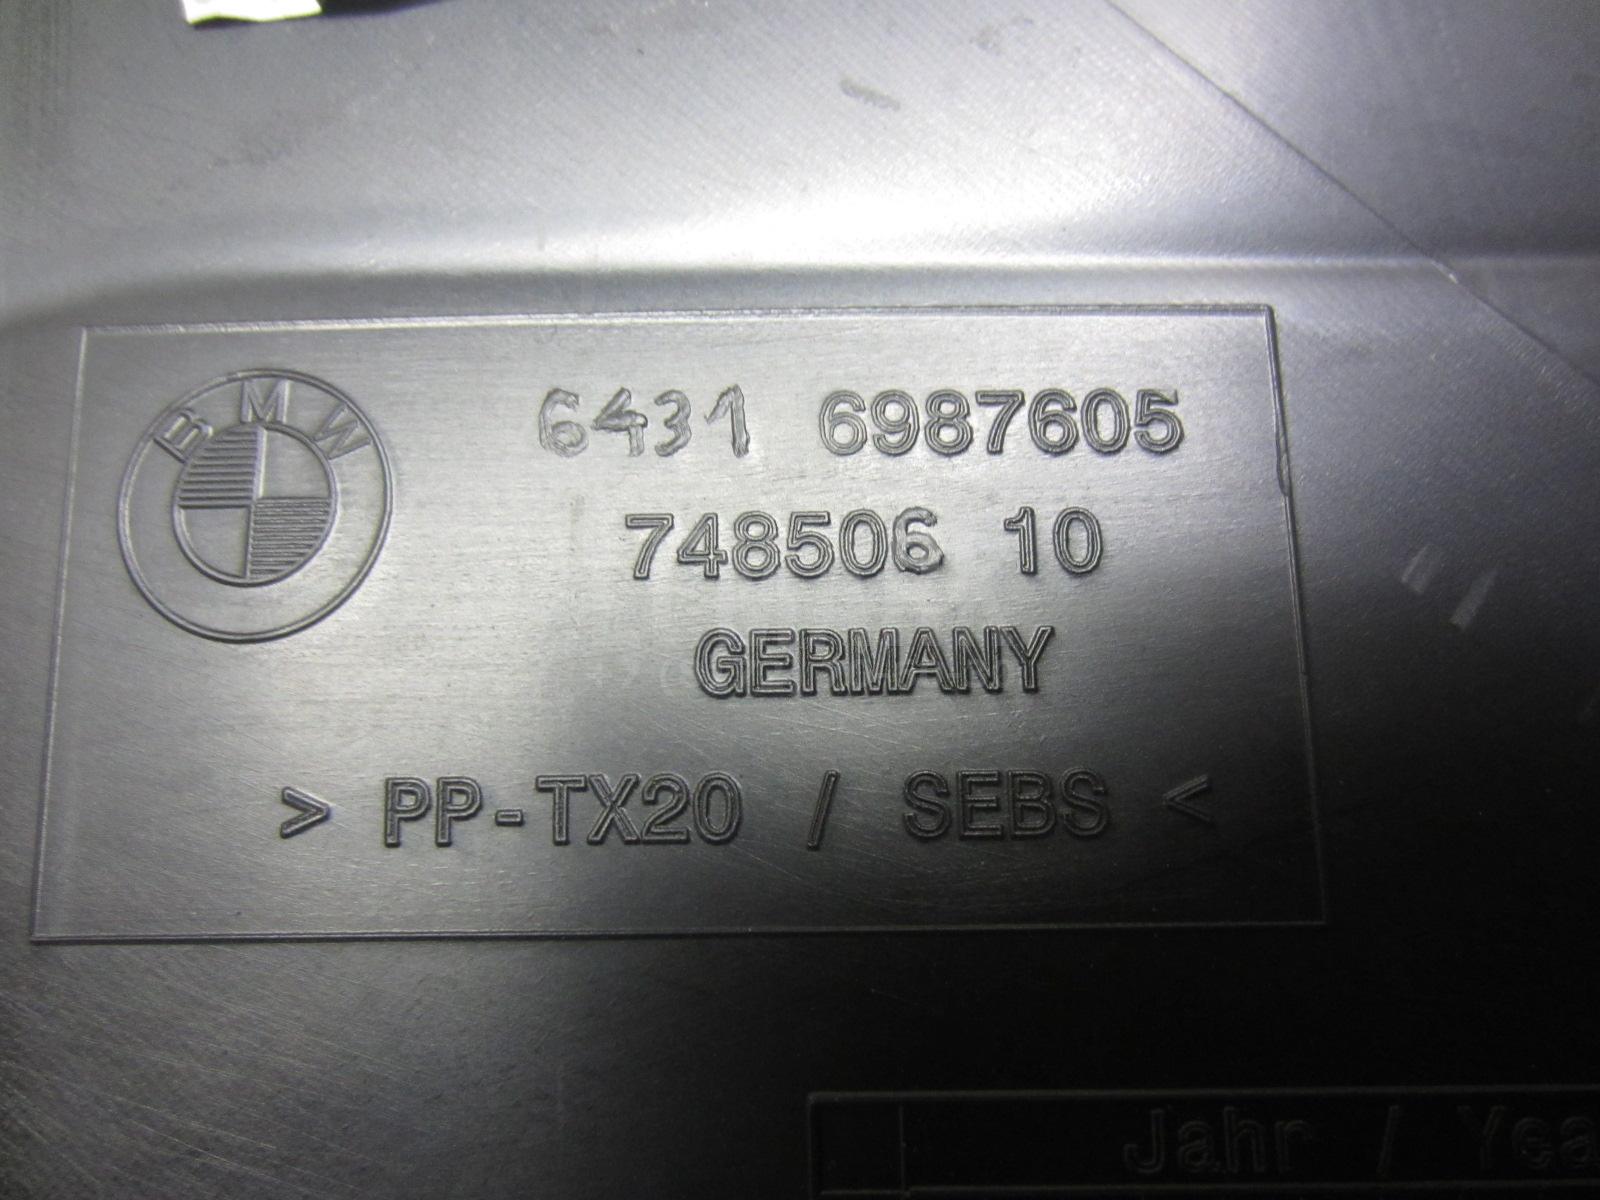 BMW
6431 6987605
748506 10
GERMANY
> PP-TX20 / SEBS <
Jahr / Yea